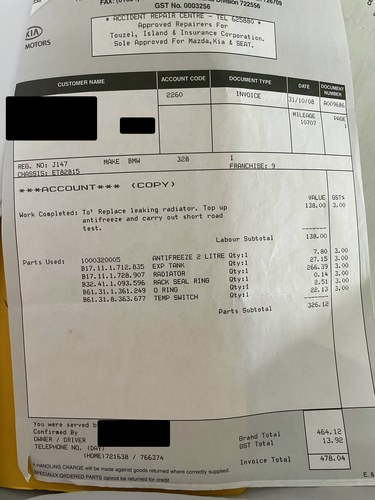 Division 722556
GST No. 0003256
* ACCIDENT REPAIR CENTRE - TEL 625880 *
Approved Repairers For
Touzel, Island & Insurance Corporation.
Sole Approved For Mazda,Kia & SEAT.
KIA
MOTORS
CUSTOMER NAME ACCOUNT CODE DOCUMENT TYPE DATE DOCUMENT NUMBER
2260 INVOICE 31/10/08 A009686
MILEAGE PAGE
10707 1
REG. NO: J147 MAKE BMW 328 i
CHASSIS: ET82815 FRANCHISE: 9
***ACCOUNT*** (COPY)
VALUE GST%
Work Completed: To' Replace leaking radiator. Top up 138.00 3.00
antifreeze and carry out short road
test.
-------
Labour Subtotal 138.00
Parts Used: 1000320005 ANTIFREEZE 2 LITRE Qty:1 7.80 3.00
B17.11.1.712.835 EXP TANK Qty:1 27.15 3.00
B17.11.1.728.907 RADIATOR Qty:1 266.39 3.00
B32.41.1.093.596 RACK SEAL RING Qty:1 0.14 3.00
B61.31.1.361.249 O RING Qty:1 2.51 3.00
B61.31.8.363.677 TEMP SWITCH Qty:1 22.13 3.00
-------
Parts Subtotal 326.12
You were served b
Confirmed By
OWNER / DRIVER
TELEPHONE NO. (DAY)
(HOME)721638 / 766374
Grand Total 464.12
GST Total 13.92
Invoice Total 478.04
A HANDLING CHARGE will be made against goods returned where correctly supplied.
SPECIALLY ORDERED PARTS cannot be returned for credit
E. &